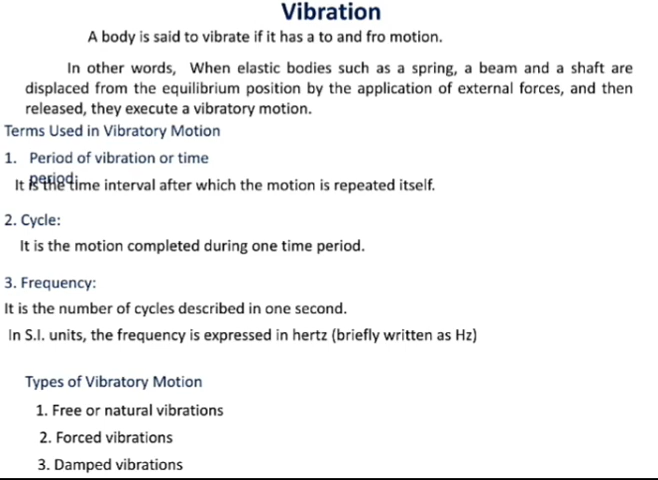 Vibration
A body is said to vibrate if it has a to and fro motion.
In other words, When elastic bodies such as a spring, a beam and a shaft are
displaced from the equilibrium position by the application of external forces, and then
released, they execute a vibratory motion.
Terms Used in Vibratory Motion
1. Period of vibration or time
period:
It is the time interval after which the motion is repeated itself.
2. Cycle:
It is the motion completed during one time period.
3. Frequency:
It is the number of cycles described in one second.
In S.I. units, the frequency is expressed in hertz (briefly written as Hz)
Types of Vibratory Motion
1. Free or natural vibrations
2. Forced vibrations
3. Damped vibrations